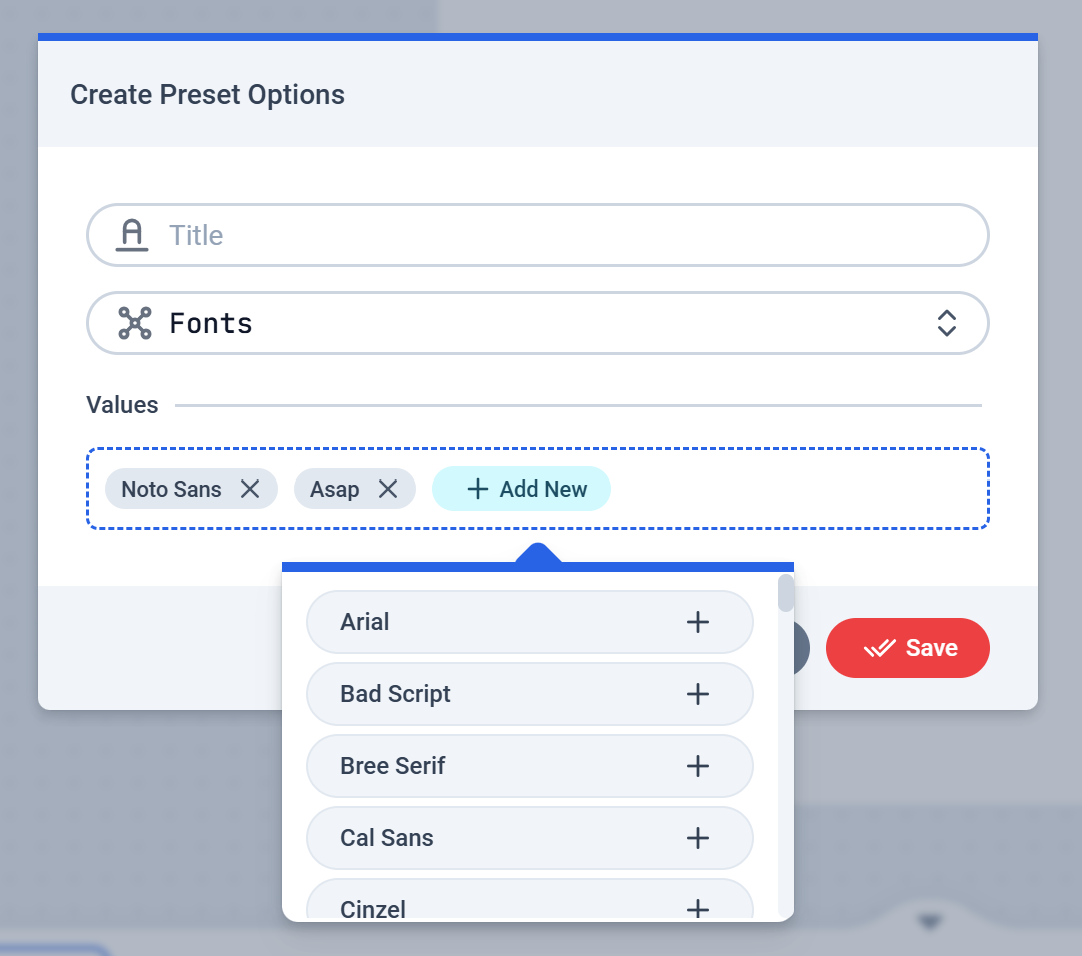 Create Preset Options
Title
Fonts
Values
Noto Sans Asap Add New
Arial
Save
Bad Script
Bree Serif
Cal Sans
Cinzel